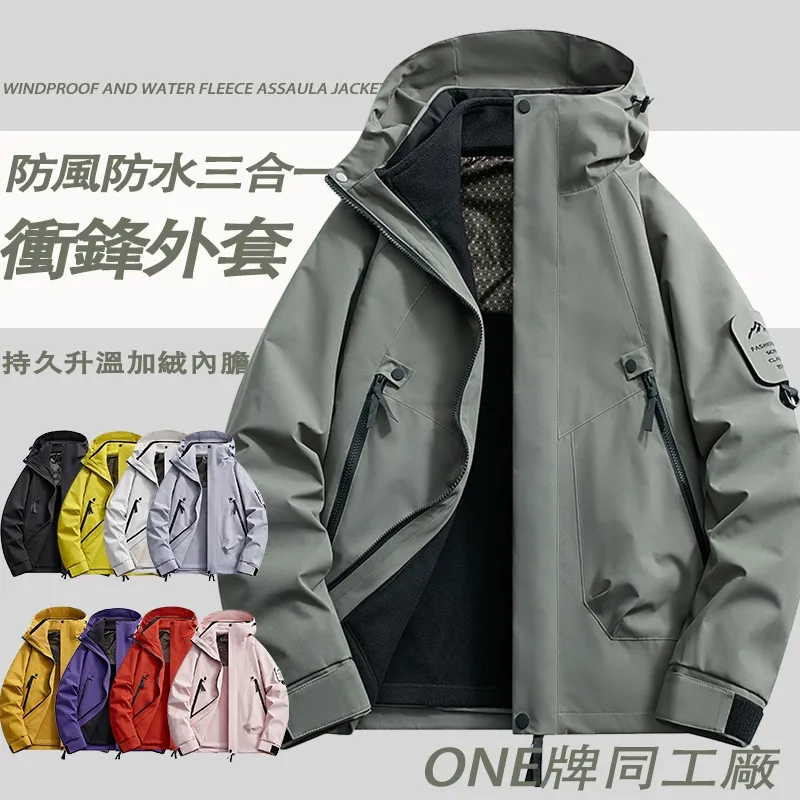 WINDPROOF AND WATER FLEECE ASSAULA JACKET
防風防水三合一
衝鋒外套
持久升溫加絨內膽
FASHION
ONE牌同工廠